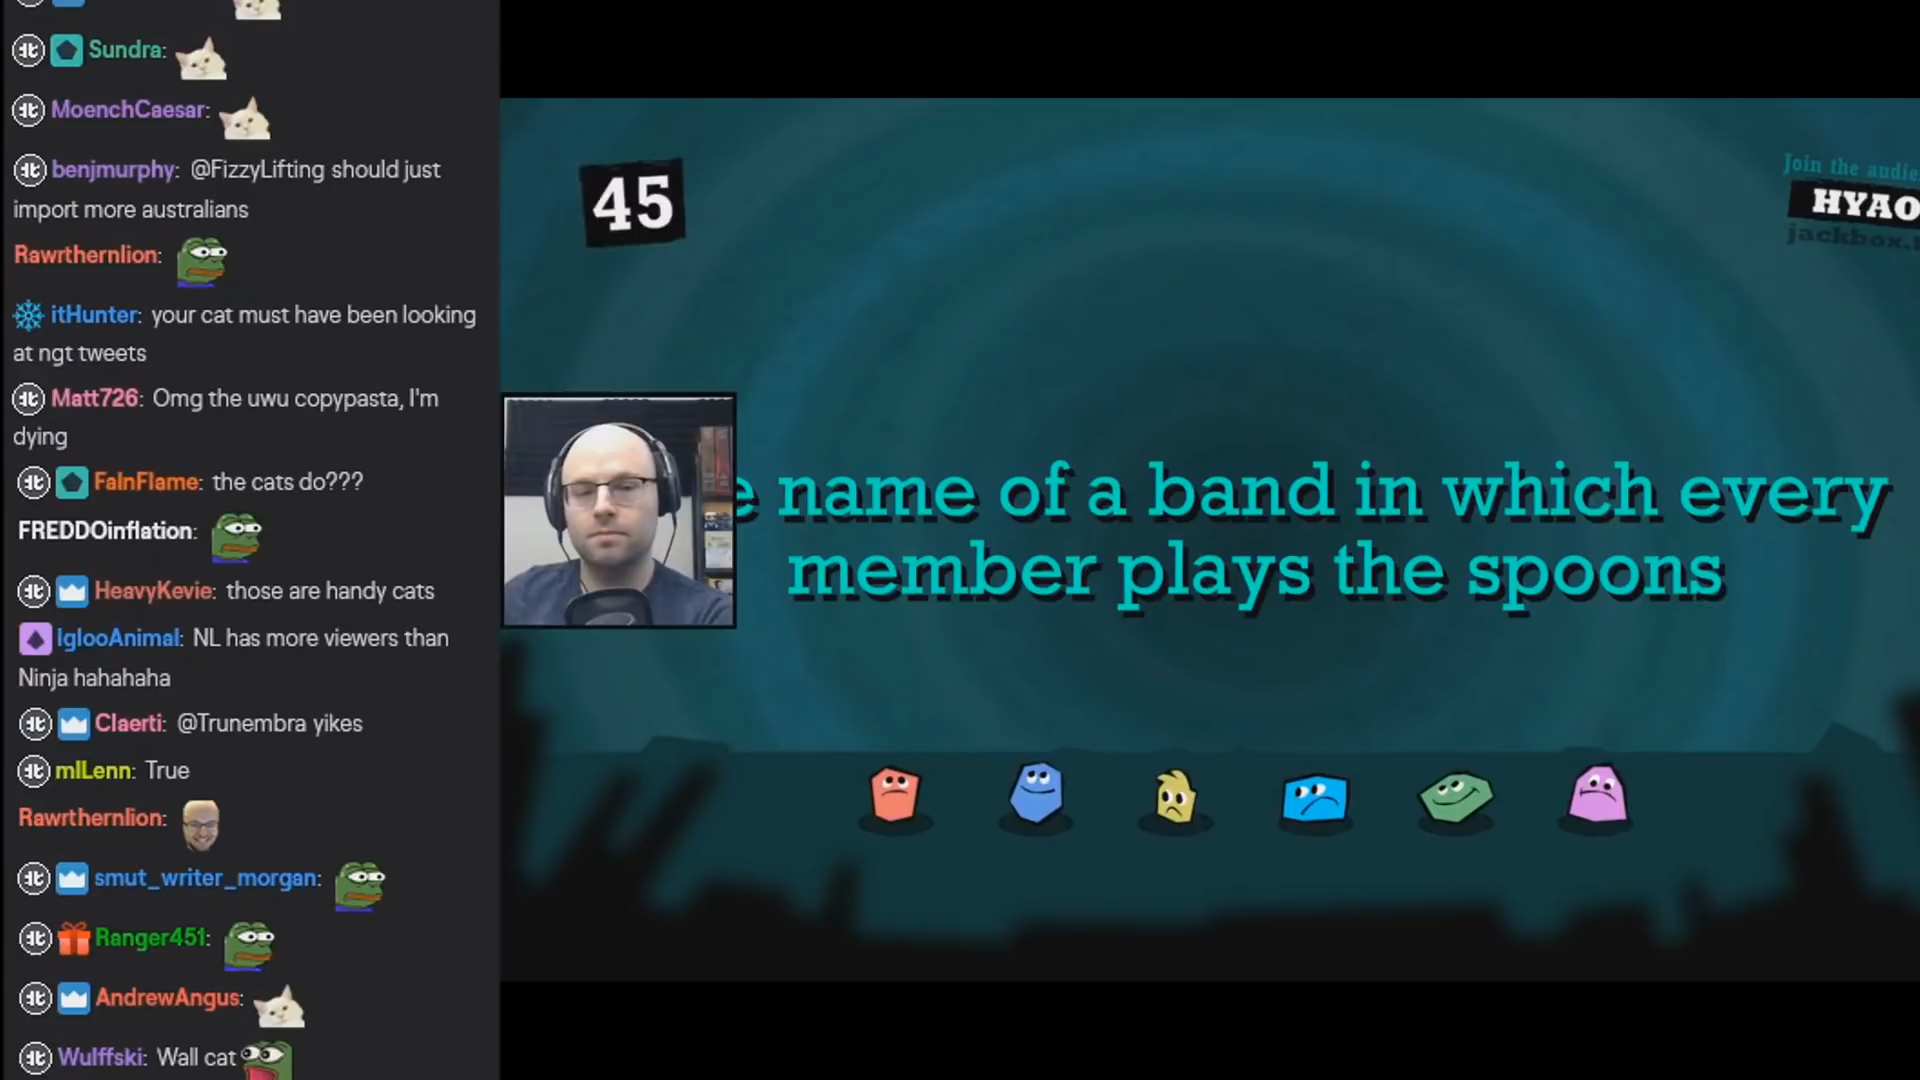 Sundra:
MoenchCaesar:
benjmurphy: @FizzyLifting should just
import more australians
Rawrthernlion:
itHunter: your cat must have been looking
at ngt tweets
Matt726: Omg the uwu copypasta, I'm
dying
FalnFlame: the cats do???
FREDDOinflation:
HeavyKevie: those are handy cats
IglooAnimal: NL has more viewers than
Ninja hahahaha
Claerti: @Trunembra yikes
mlLenn: True
Rawrthernlion:
smut_writer_morgan:
Ranger451:
AndrewAngus:
Wulffski: Wall cat
45
Join the audie
HYAO
jackbox.
e name of a band in which every
member plays the spoons